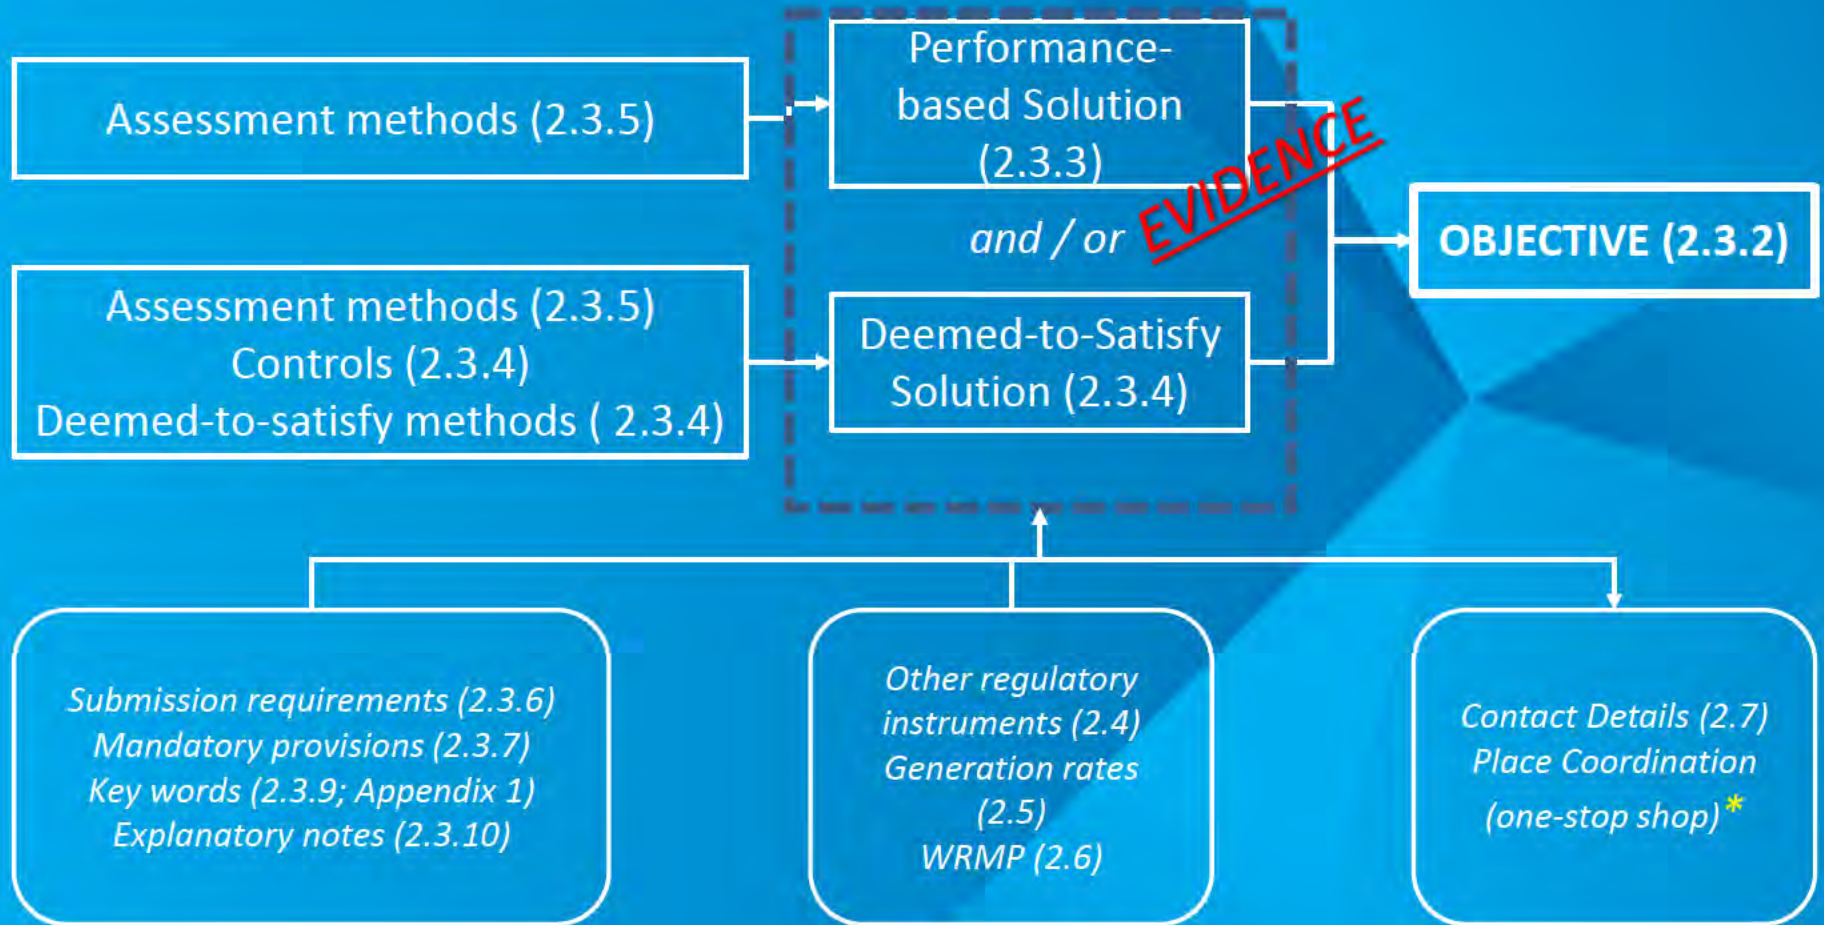 Assessment methods (2.3.5)
Performance-
based Solution
(2.3.3)
EVIDENCE
and / or
OBJECTIVE (2.3.2)
Assessment methods (2.3.5)
Controls (2.3.4)
Deemed-to-satisfy methods ( 2.3.4)
Deemed-to-Satisfy
Solution (2.3.4)
Submission requirements (2.3.6)
Mandatory provisions (2.3.7)
Key words (2.3.9; Appendix 1)
Explanatory notes (2.3.10)
Other regulatory
instruments (2.4)
Generation rates
(2.5)
WRMP (2.6)
Contact Details (2.7)
Place Coordination
(one-stop shop)*